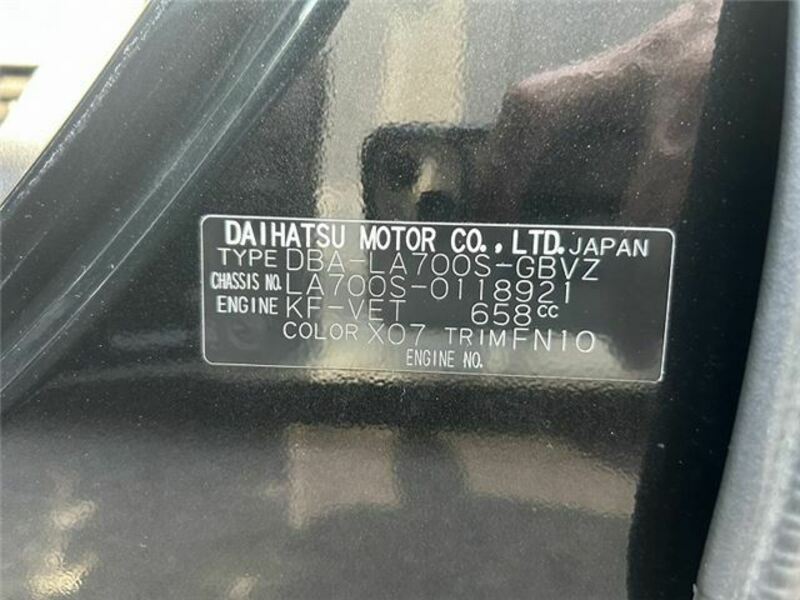 DAIHATSU MOTOR CO., LTD. JAPAN
TYPE DBA-LA700S-GBVZ
CHASSIS NO. LA700S-0118921
ENGINE KF-VET 658cc
COLOR X07 TRIM FN10
ENGINE NO.